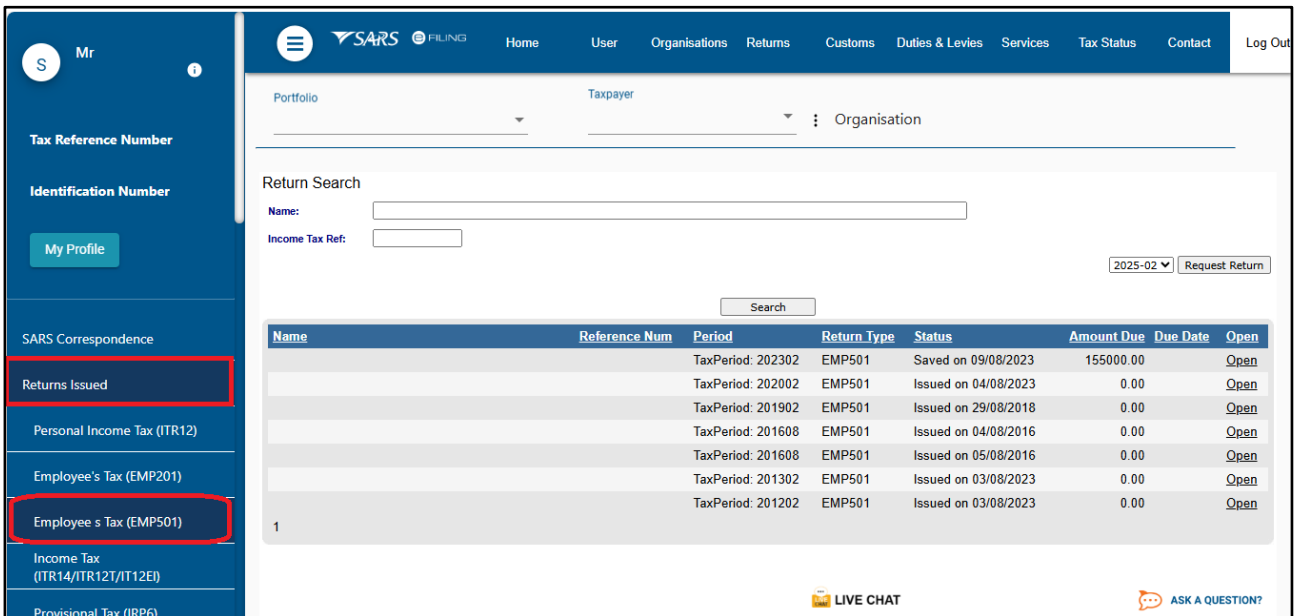 S
Mr
i
Tax Reference Number
Identification Number
My Profile
SARS Correspondence
Returns Issued
Personal Income Tax (ITR12)
Employee's Tax (EMP201)
Employee s Tax (EMP501)
Income Tax
(ITR14/ITR12T/IT12EI)
Provisional Tax (IRP6)
SARS e FILING Home User Organisations Returns Customs Duties & Levies Services Tax Status Contact Log Out
Portfolio Taxpayer
Organisation
Return Search
Name:
Income Tax Ref:
2025-02 Request Return
Search
Name Reference Num Period Return Type Status Amount Due Due Date Open
TaxPeriod: 202302 EMP501 Saved on 09/08/2023 155000.00 Open
TaxPeriod: 202002 EMP501 Issued on 04/08/2023 0.00 Open
TaxPeriod: 201902 EMP501 Issued on 29/08/2018 0.00 Open
TaxPeriod: 201608 EMP501 Issued on 04/08/2016 0.00 Open
TaxPeriod: 201608 EMP501 Issued on 05/08/2016 0.00 Open
TaxPeriod: 201302 EMP501 Issued on 03/08/2023 0.00 Open
TaxPeriod: 201202 EMP501 Issued on 03/08/2023 0.00 Open
1
LIVE CHAT
ASK A QUESTION?